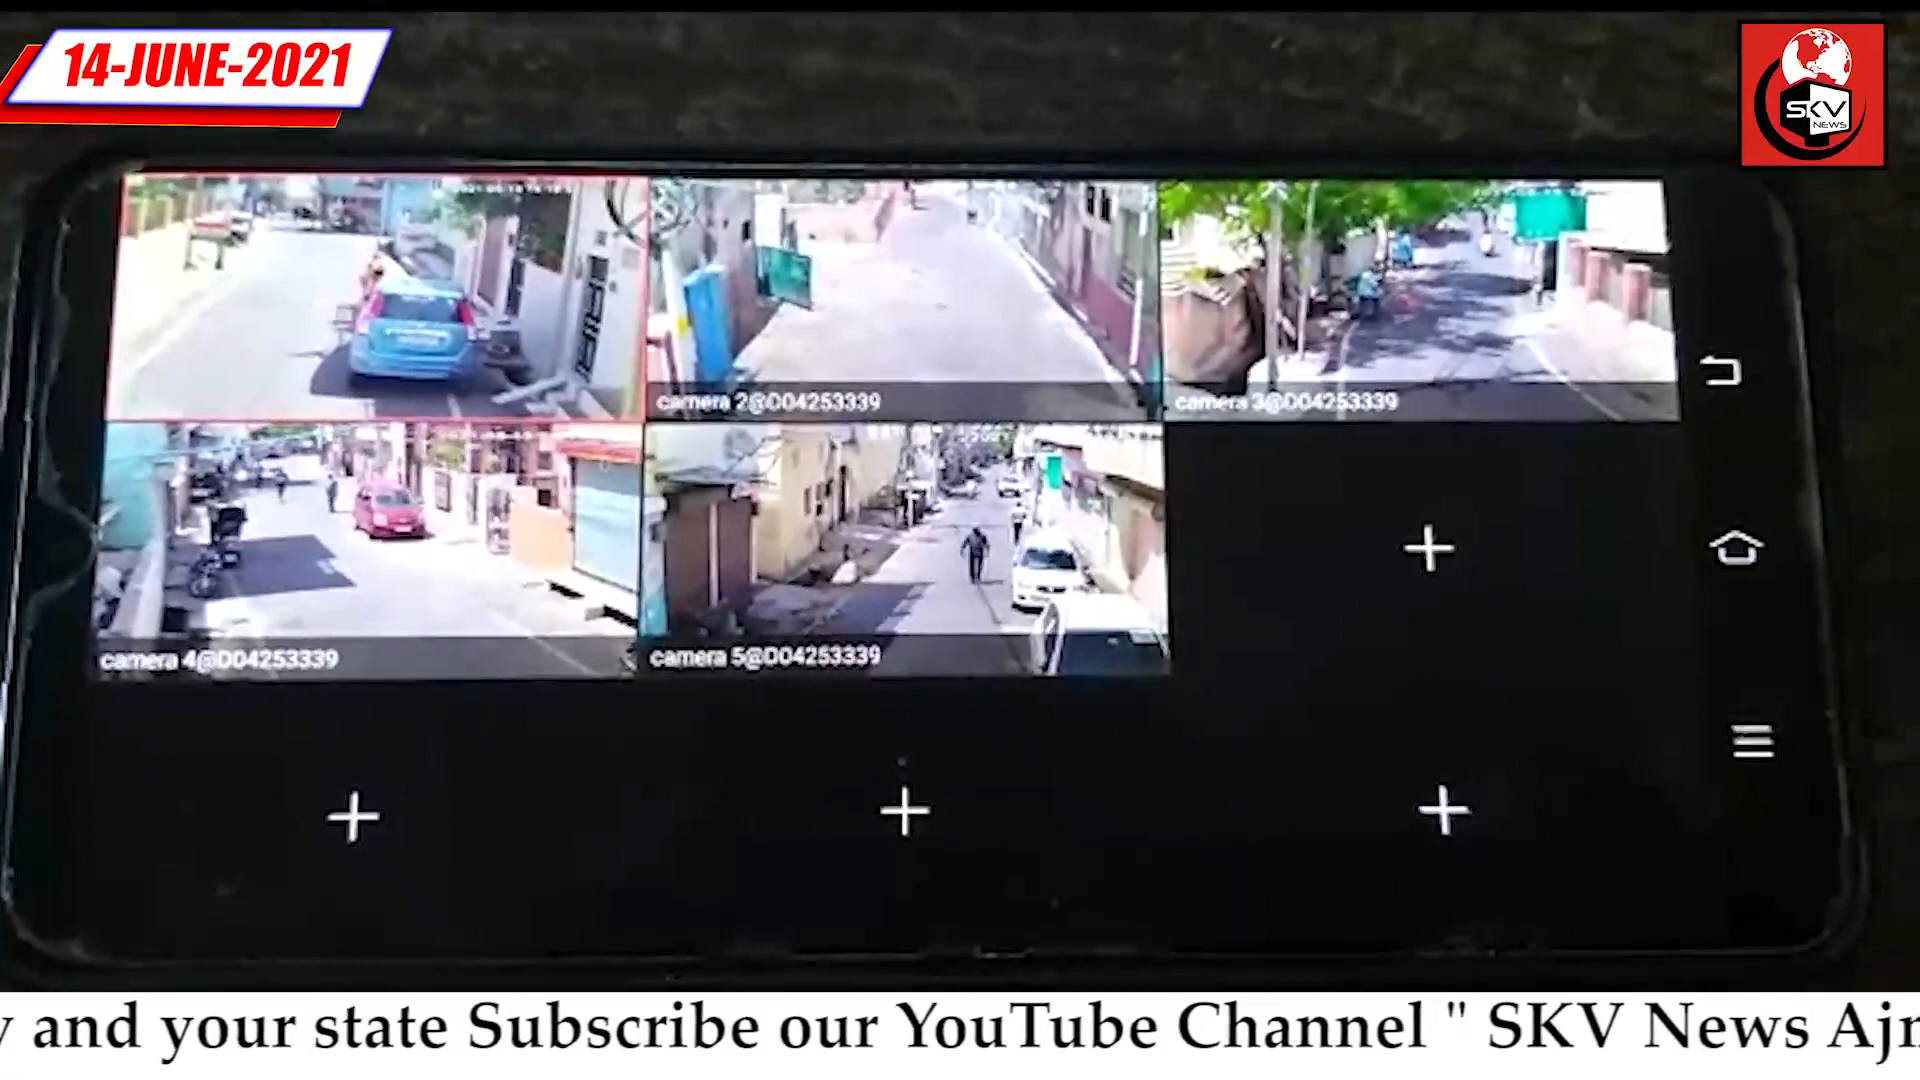 14-JUNE-2021
SKV
NEWS
camera 2@D04253339
camera 3@D04253339
camera 4@D04253339
camera 5@D04253339
and your state Subscribe our YouTube Channel " SKV News